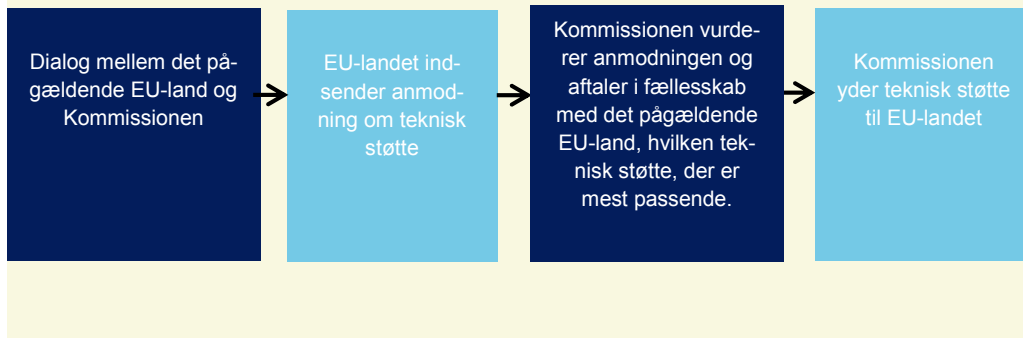 Dialog mellem det på-
gældende EU-land og
Kommissionen
EU-landet ind-
sender anmod-
ning om teknisk
støtte
Kommissionen vurde-
rer anmodningen og
aftaler i fællesskab
med det pågældende
EU-land, hvilken tek-
nisk støtte, der er
mest passende.
Kommissionen
yder teknisk støtte
til EU-landet